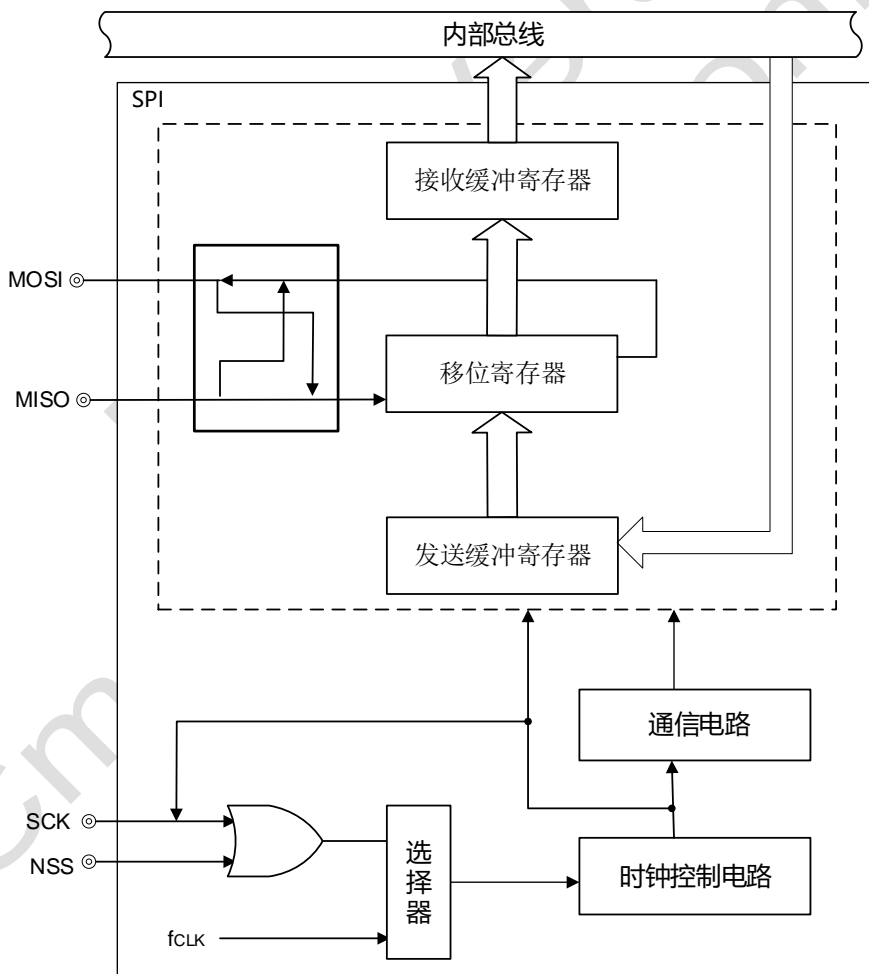 内部总线
SPI
接收缓冲寄存器
MOSI
移位寄存器
MISO
发送缓冲寄存器
通信电路
SCK
NSS
选择器
时钟控制电路
fCLK
Cm